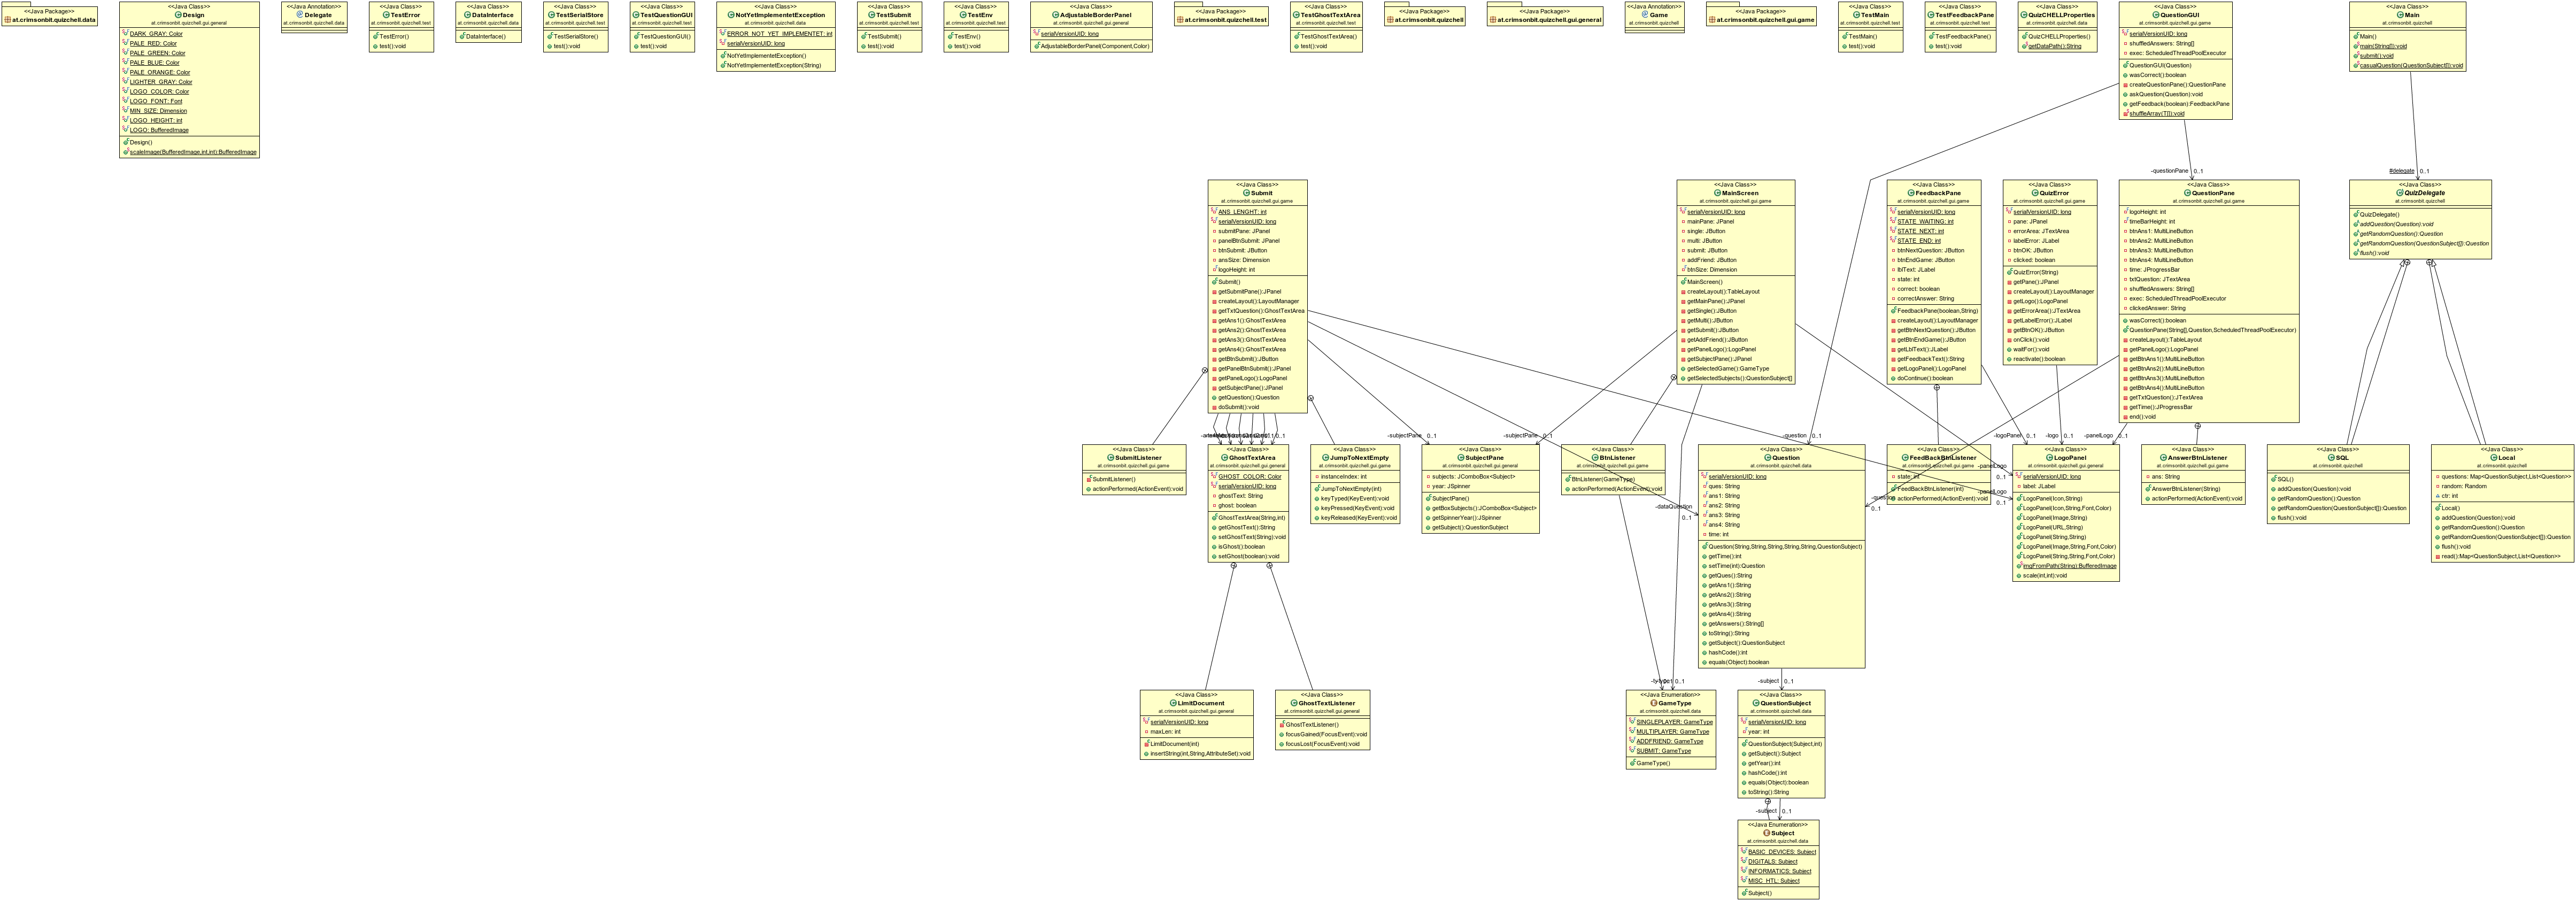 <<Java Package>>
at.crimsonbit.quizchell.data
<<Java Class>>
Design
at.crimsonbit.quizchell.gui.general
DARK_GRAY: Color
PALE_RED: Color
PALE_GREEN: Color
PALE_BLUE: Color
PALE_ORANGE: Color
LIGHTER_GRAY: Color
LOGO_COLOR: Color
LOGO_FONT: Font
MIN_SIZE: Dimension
LOGO_HEIGHT: int
LOGO: BufferedImage
Design()
scaleImage(BufferedImage,int,int):BufferedImage
<<Java Annotation>>
Delegate
at.crimsonbit.quizchell.data
<<Java Class>>
TestError
at.crimsonbit.quizchell.test
TestError()
test():void
<<Java Class>>
DataInterface
at.crimsonbit.quizchell.data
DataInterface()
<<Java Class>>
TestSerialStore
at.crimsonbit.quizchell.test
TestSerialStore()
test():void
<<Java Class>>
TestQuestionGUI
at.crimsonbit.quizchell.test
TestQuestionGUI()
test():void
<<Java Class>>
NotYetImplementetException
at.crimsonbit.quizchell.data
ERROR_NOT_YET_IMPLEMENTET: int
serialVersionUID: long
NotYetImplementetException()
NotYetImplementetException(String)
<<Java Class>>
TestSubmit
at.crimsonbit.quizchell.test
TestSubmit()
test():void
<<Java Class>>
TestEnv
at.crimsonbit.quizchell.test
TestEnv()
test():void
<<Java Class>>
AdjustableBorderPanel
at.crimsonbit.quizchell.gui.general
serialVersionUID: long
AdjustableBorderPanel(Component,Color)
<<Java Package>>
at.crimsonbit.quizchell.test
<<Java Class>>
TestGhostTextArea
at.crimsonbit.quizchell.test
TestGhostTextArea()
test():void
<<Java Package>>
at.crimsonbit.quizchell
<<Java Package>>
at.crimsonbit.quizchell.gui.general
<<Java Annotation>>
Game
at.crimsonbit.quizchell
<<Java Package>>
at.crimsonbit.quizchell.gui.game
<<Java Class>>
TestMain
at.crimsonbit.quizchell.test
TestMain()
test():void
<<Java Class>>
TestFeedbackPane
at.crimsonbit.quizchell.test
TestFeedbackPane()
test():void
<<Java Class>>
QuizCHELLProperties
at.crimsonbit.quizchell.data
QuizCHELLProperties()
getDataPath():String
<<Java Class>>
QuestionGUI
at.crimsonbit.quizchell.gui.game
serialVersionUID: long
shuffledAnswers: String[]
exec: ScheduledThreadPoolExecutor
QuestionGUI(Question)
wasCorrect():boolean
createQuestionPane():QuestionPane
askQuestion(Question):void
getFeedback(boolean):FeedbackPane
shuffleArray(T[]):void
<<Java Class>>
Main
at.crimsonbit.quizchell
Main()
main(String[]):void
submit():void
casualQuestion(QuestionSubject[]):void
-questionPane 0..1
#delegate 0..1
<<Java Class>>
Submit
at.crimsonbit.quizchell.gui.game
ANS_LENGHT: int
serialVersionUID: long
submitPane: JPanel
panelBtnSubmit: JPanel
btnSubmit: JButton
ansSize: Dimension
logoHeight: int
Submit()
getSubmitPane():JPanel
createLayout():LayoutManager
getTxtQuestion():GhostTextArea
getAns1():GhostTextArea
getAns2():GhostTextArea
getAns3():GhostTextArea
getAns4():GhostTextArea
getBtnSubmit():JButton
getPanelBtnSubmit():JPanel
getPanelLogo():LogoPanel
getSubjectPane():JPanel
getQuestion():Question
doSubmit():void
<<Java Class>>
MainScreen
at.crimsonbit.quizchell.gui.game
serialVersionUID: long
mainPane: JPanel
single: JButton
multi: JButton
submit: JButton
addFriend: JButton
btnSize: Dimension
MainScreen()
createLayout():TableLayout
getMainPane():JPanel
getSingle():JButton
getMulti():JButton
getSubmit():JButton
getAddFriend():JButton
getPanelLogo():LogoPanel
getSubjectPane():JPanel
getSelectedGame():GameType
getSelectedSubjects():QuestionSubject[]
<<Java Class>>
FeedbackPane
at.crimsonbit.quizchell.gui.game
serialVersionUID: long
STATE_WAITING: int
STATE_NEXT: int
STATE_END: int
btnNextQuestion: JButton
btnEndGame: JButton
lblText: JLabel
state: int
correct: boolean
correctAnswer: String
FeedbackPane(boolean,String)
createLayout():LayoutManager
getBtnNextQuestion():JButton
getBtnEndGame():JButton
getLblText():JLabel
getFeedbackText():String
getLogoPanel():LogoPanel
doContinue():boolean
<<Java Class>>
QuizError
at.crimsonbit.quizchell.gui.game
serialVersionUID: long
pane: JPanel
errorArea: JTextArea
labelError: JLabel
btnOK: JButton
clicked: boolean
QuizError(String)
getPane():JPanel
createLayout():LayoutManager
getLogo():LogoPanel
getErrorArea():JTextArea
getLabelError():JLabel
getBtnOK():JButton
onClick():void
waitFor():void
reactivate():boolean
<<Java Class>>
QuestionPane
at.crimsonbit.quizchell.gui.game
logoHeight: int
timeBarHeight: int
btnAns1: MultiLineButton
btnAns2: MultiLineButton
btnAns3: MultiLineButton
btnAns4: MultiLineButton
time: JProgressBar
txtQuestion: JTextArea
shuffledAnswers: String[]
exec: ScheduledThreadPoolExecutor
clickedAnswer: String
wasCorrect():boolean
QuestionPane(String[],Question,ScheduledThreadPoolExecutor)
createLayout():TableLayout
getPanelLogo():LogoPanel
getBtnAns1():MultiLineButton
getBtnAns2():MultiLineButton
getBtnAns3():MultiLineButton
getBtnAns4():MultiLineButton
getTxtQuestion():JTextArea
getTime():JProgressBar
end():void
<<Java Class>>
QuizDelegate
at.crimsonbit.quizchell
QuizDelegate()
addQuestion(Question):void
getRandomQuestion():Question
getRandomQuestion(QuestionSubject[]):Question
flush():void
0..1
-subjectPane 0..1
-subjectPane 0..1
-question 0..1
-logoPanel 0..1
-logo 0..1
-panelLogo 0..1
<<Java Class>>
SubmitListener
at.crimsonbit.quizchell.gui.game
SubmitListener()
actionPerformed(ActionEvent):void
<<Java Class>>
GhostTextArea
at.crimsonbit.quizchell.gui.general
GHOST_COLOR: Color
serialVersionUID: long
ghostText: String
ghost: boolean
GhostTextArea(String,int)
getGhostText():String
setGhostText(String):void
isGhost():boolean
setGhost(boolean):void
<<Java Class>>
JumpToNextEmpty
at.crimsonbit.quizchell.gui.game
instanceIndex: int
JumpToNextEmpty(int)
keyTyped(KeyEvent):void
keyPressed(KeyEvent):void
keyReleased(KeyEvent):void
<<Java Class>>
SubjectPane
at.crimsonbit.quizchell.gui.general
subjects: JComboBox<Subject>
year: JSpinner
SubjectPane()
getBoxSubjects():JComboBox<Subject>
getSpinnerYear():JSpinner
getSubject():QuestionSubject
<<Java Class>>
BtnListener
at.crimsonbit.quizchell.gui.game
BtnListener(GameType)
actionPerformed(ActionEvent):void
-dataQuestion
0..1
<<Java Class>>
Question
at.crimsonbit.quizchell.data
serialVersionUID: long
ques: String
ans1: String
ans2: String
ans3: String
ans4: String
time: int
Question(String,String,String,String,String,QuestionSubject)
getTime():int
setTime(int):Question
getQues():String
getAns1():String
getAns2():String
getAns3():String
getAns4():String
getAnswers():String[]
toString():String
getSubject():QuestionSubject
hashCode():int
equals(Object):boolean
-question
0..1
<<Java Class>>
FeedBackBtnListener
at.crimsonbit.quizchell.gui.game
state: int
FeedBackBtnListener(int)
actionPerformed(ActionEvent):void
-panelLogo
0..1
-panelLogo
0..1
<<Java Class>>
LogoPanel
at.crimsonbit.quizchell.gui.general
serialVersionUID: long
label: JLabel
LogoPanel(Icon,String)
LogoPanel(Icon,String,Font,Color)
LogoPanel(Image,String)
LogoPanel(URL,String)
LogoPanel(String,String)
LogoPanel(Image,String,Font,Color)
LogoPanel(String,String,Font,Color)
imgFromPath(String):BufferedImage
scale(int,int):void
<<Java Class>>
AnswerBtnListener
at.crimsonbit.quizchell.gui.game
ans: String
AnswerBtnListener(String)
actionPerformed(ActionEvent):void
<<Java Class>>
SQL
at.crimsonbit.quizchell
SQL()
addQuestion(Question):void
getRandomQuestion():Question
getRandomQuestion(QuestionSubject[]):Question
flush():void
<<Java Class>>
Local
at.crimsonbit.quizchell
questions: Map<QuestionSubject,List<Question>>
random: Random
ctr: int
Local()
addQuestion(Question):void
getRandomQuestion():Question
getRandomQuestion(QuestionSubject[]):Question
flush():void
read():Map<QuestionSubject,List<Question>>
0..1
-subject 0..1
<<Java Class>>
LimitDocument
at.crimsonbit.quizchell.gui.general
serialVersionUID: long
maxLen: int
LimitDocument(int)
insertString(int,String,AttributeSet):void
<<Java Class>>
GhostTextListener
at.crimsonbit.quizchell.gui.general
GhostTextListener()
focusGained(FocusEvent):void
focusLost(FocusEvent):void
<<Java Enumeration>>
GameType
at.crimsonbit.quizchell.data
SINGLEPLAYER: GameType
MULTIPLAYER: GameType
ADDFRIEND: GameType
SUBMIT: GameType
GameType()
<<Java Class>>
QuestionSubject
at.crimsonbit.quizchell.data
serialVersionUID: long
year: int
QuestionSubject(Subject,int)
getSubject():Subject
getYear():int
hashCode():int
equals(Object):boolean
toString():String
-subject 0..1
<<Java Enumeration>>
Subject
at.crimsonbit.quizchell.data
BASIC_DEVICES: Subject
DIGITALS: Subject
INFORMATICS: Subject
MISC_HTL: Subject
Subject()